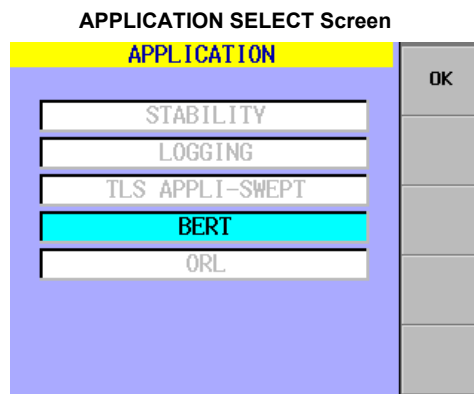 APPLICATION SELECT Screen
APPLICATION
OK
STABILITY
LOGGING
TLS APPLI-SWEPT
BERT
ORL